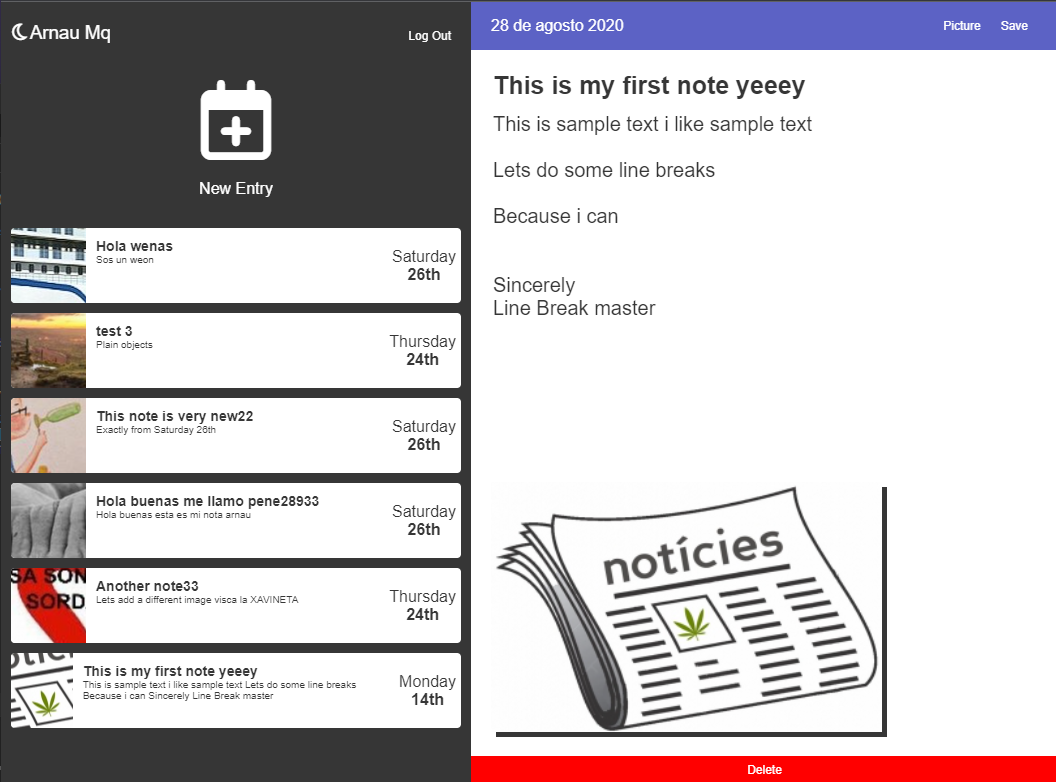 Arnau Mq
Log Out
New Entry
Hola wenas
Sos un weon
Saturday
26th
test 3
Plain objects
Thursday
24th
This note is very new22
Exactly from Saturday 26th
Saturday
26th
Hola buenas me llamo pene28933
Hola buenas esta es mi nota arnau
Saturday
26th
SA SON
SORD
Another note33
Lets add a different image visca la XAVINETA
Thursday
24th
This is my first note yeeey
This is sample text i like sample text Lets do some line breaks
Because i can Sincerely Line Break master
Monday
14th
28 de agosto 2020
Picture
Save
This is my first note yeeey
This is sample text i like sample text
Lets do some line breaks
Because i can
Sincerely
Line Break master
notícies
Delete